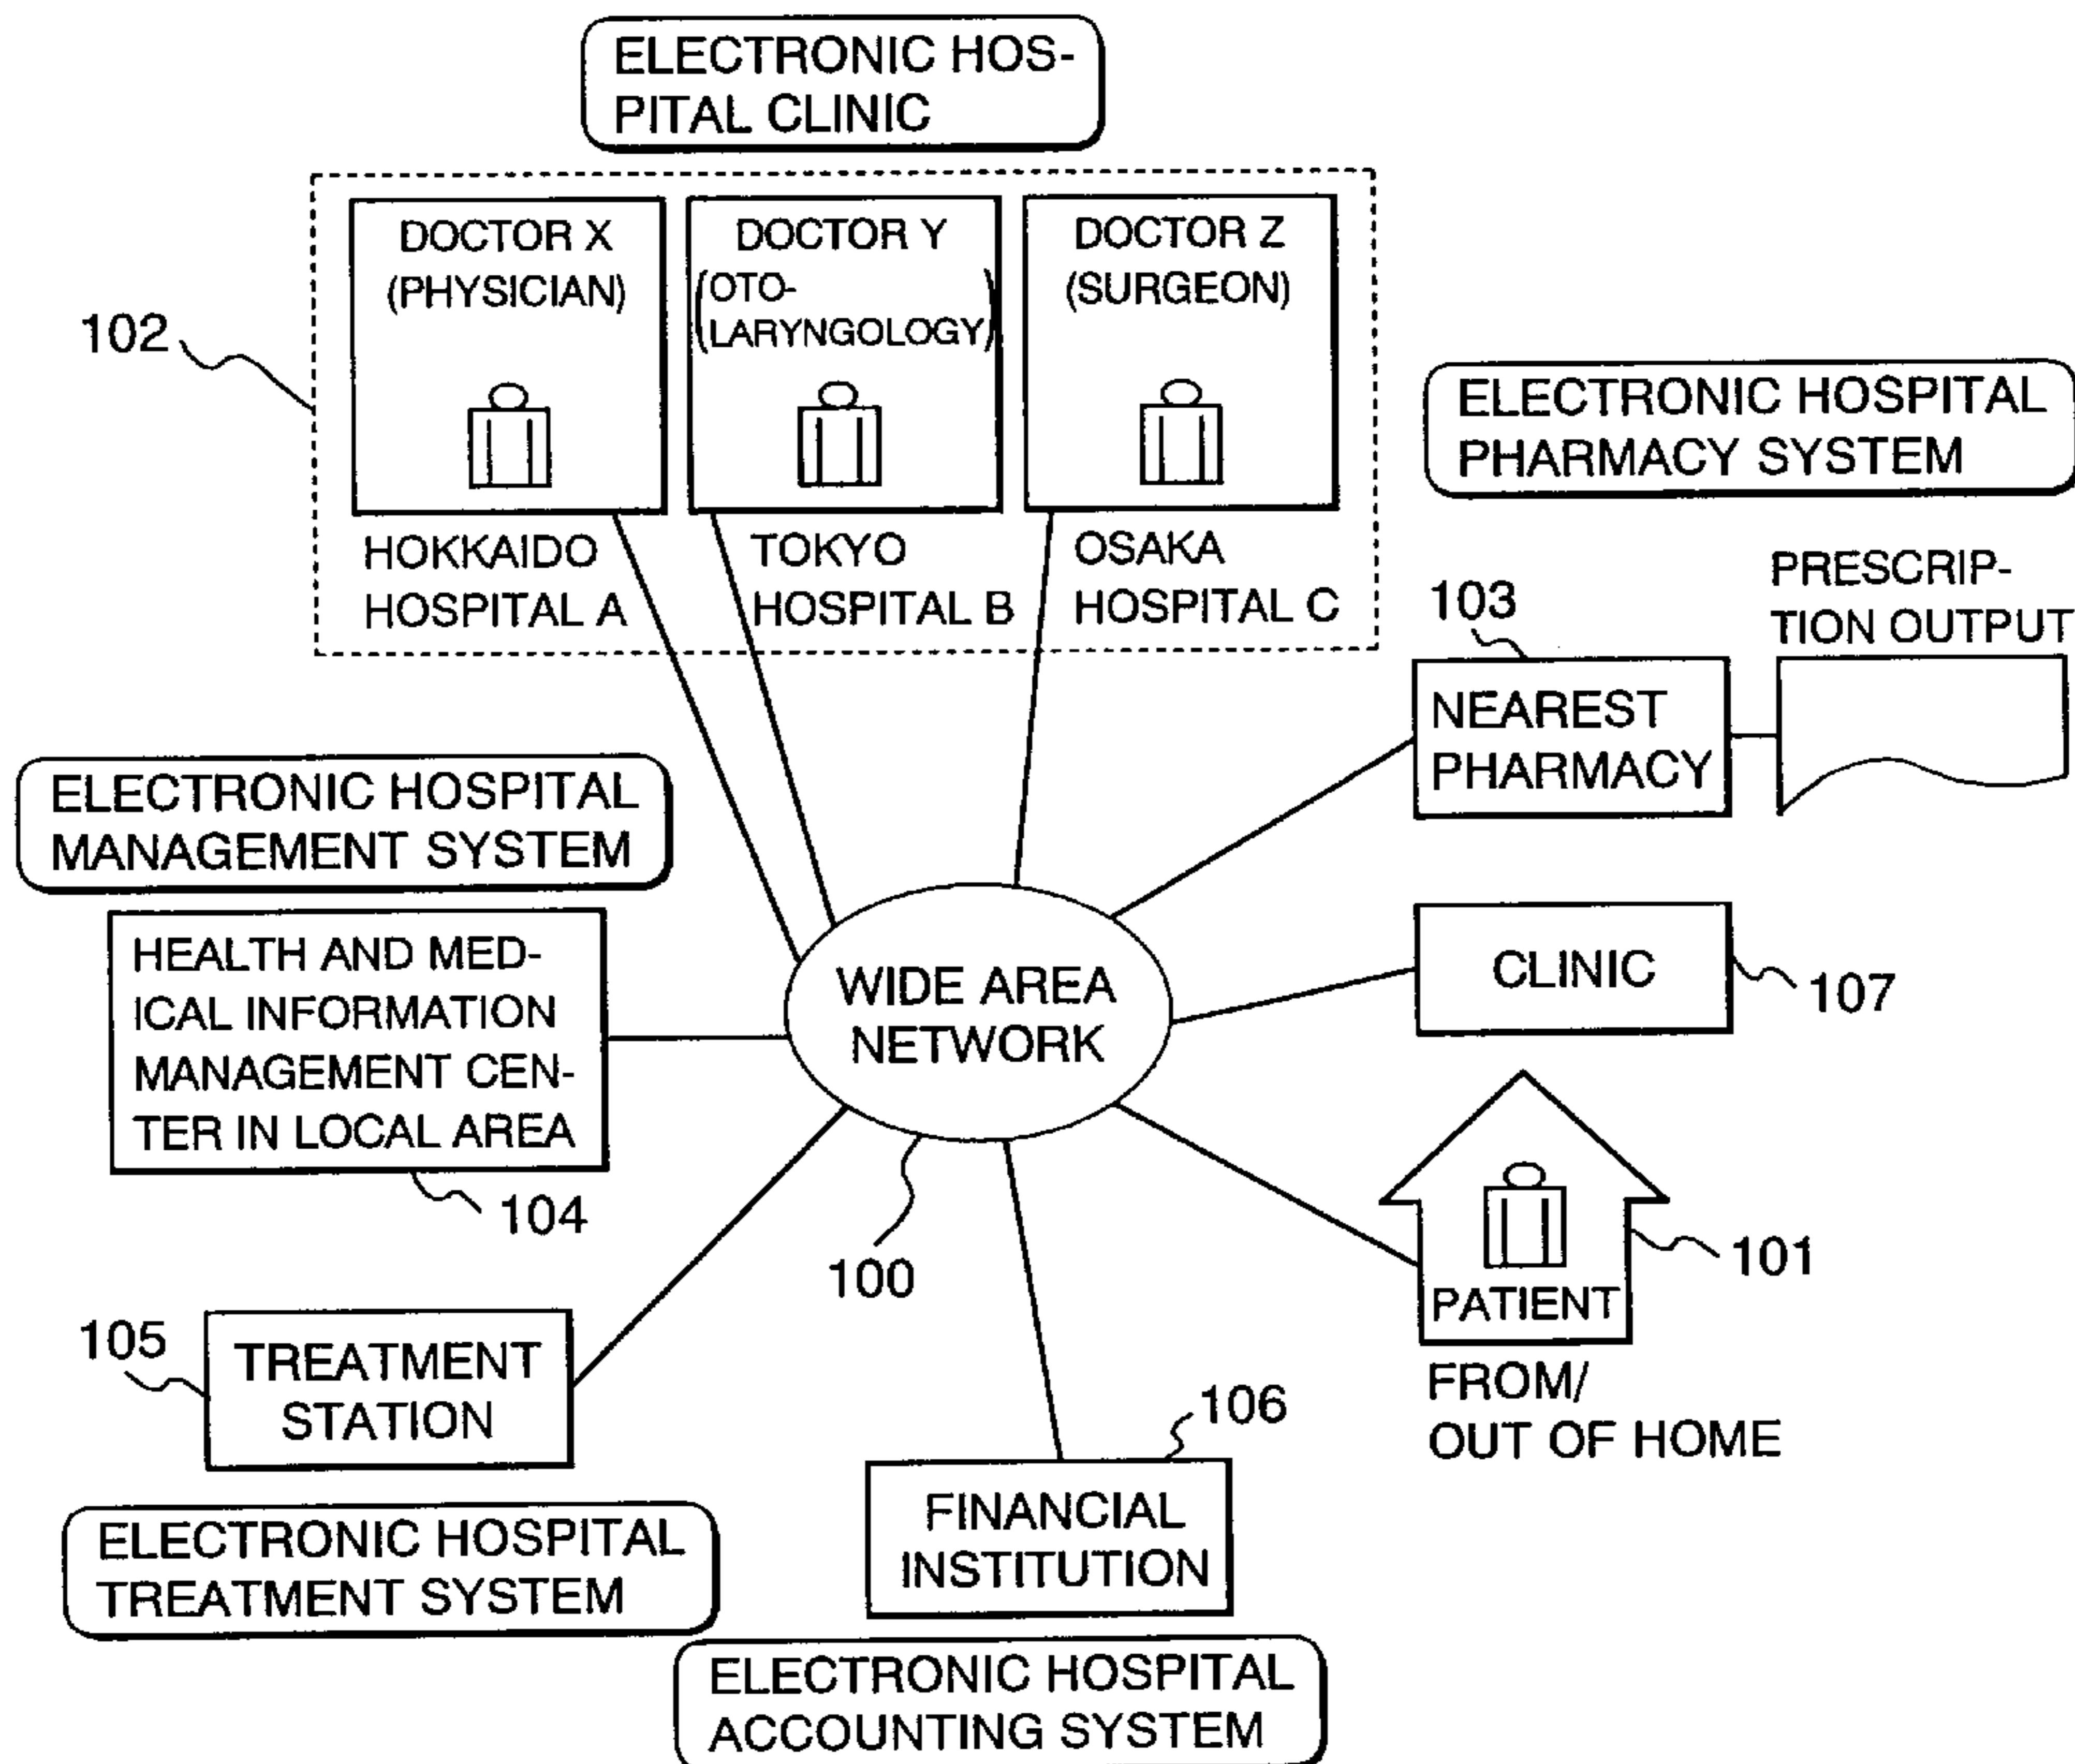 ELECTRONIC HOS-
PITAL CLINIC
DOCTOR X
(PHYSICIAN)
DOCTOR Y
(OTO-
LARYNGOLOGY)
DOCTOR Z
(SURGEON)
102
HOKKAIDO
HOSPITAL A
TOKYO
HOSPITAL B
OSAKA
HOSPITAL C
ELECTRONIC HOSPITAL
PHARMACY SYSTEM
103
PRESCRIP-
TION OUTPUT
NEAREST
PHARMACY
ELECTRONIC HOSPITAL
MANAGEMENT SYSTEM
HEALTH AND MED-
ICAL INFORMATION
MANAGEMENT CEN-
TER IN LOCAL AREA
104
WIDE AREA
NETWORK
100
CLINIC
107
PATIENT
101
FROM/
OUT OF HOME
105
TREATMENT
STATION
ELECTRONIC HOSPITAL
TREATMENT SYSTEM
106
FINANCIAL
INSTITUTION
ELECTRONIC HOSPITAL
ACCOUNTING SYSTEM